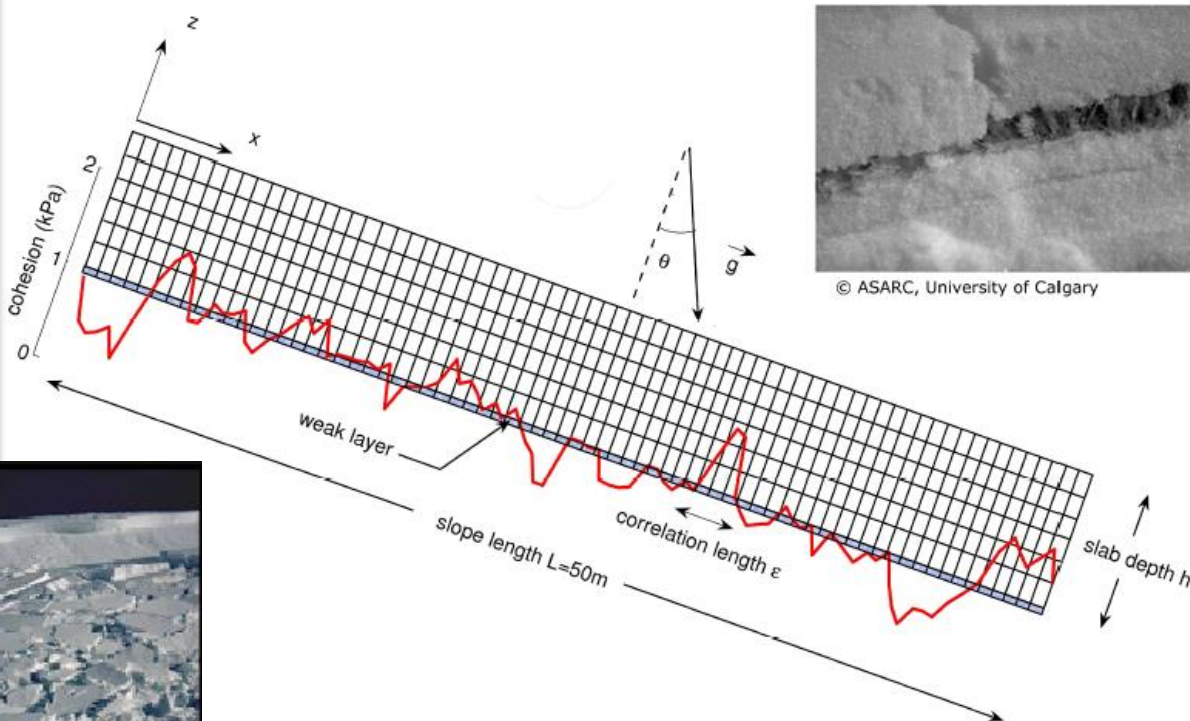 z
x
2
cohesion (kPa)
1
0
θ
g
© ASARC, University of Calgary
weak layer
correlation length ε
slope length L=50m
slab depth h